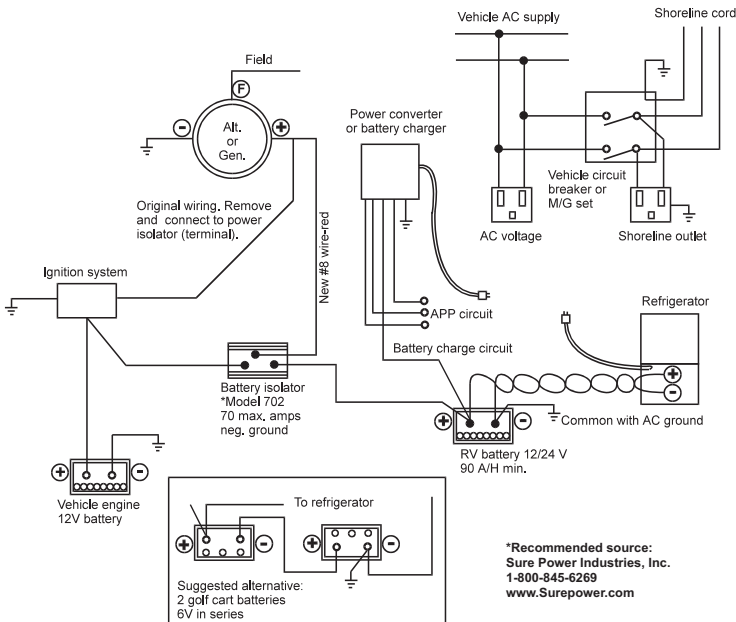 Vehicle AC supply
Shoreline cord
Field
F
Alt.
or
Gen.
Power converter
or battery charger
Original wiring. Remove
and connect to power
isolator (terminal).
New #8 wire-red
Vehicle circuit
breaker or
M/G set
AC voltage
Shoreline outlet
Ignition system
APP circuit
Refrigerator
Battery charge circuit
Battery isolator
*Model 702
70 max. amps
neg. ground
Common with AC ground
RV battery 12/24 V
90 A/H min.
Vehicle engine
12V battery
To refrigerator
Suggested alternative:
2 golf cart batteries
6V in series
*Recommended source:
Sure Power Industries, Inc.
1-800-845-6269
www.Surepower.com